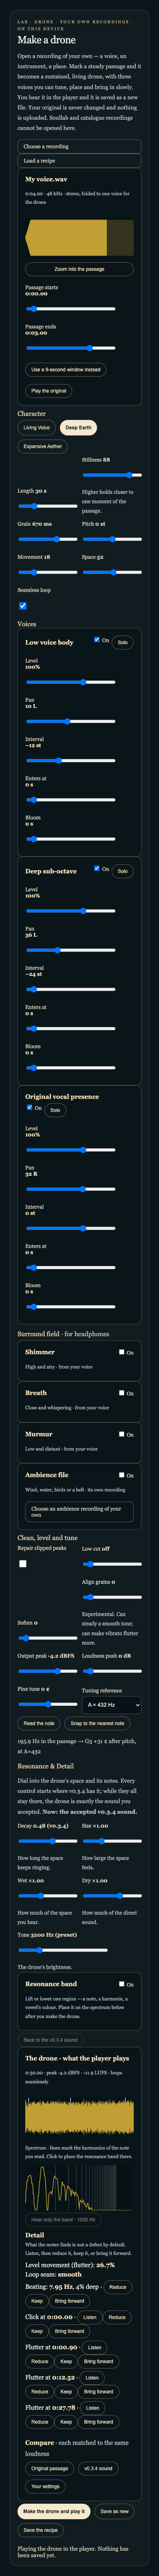 LAB · DRONE · YOUR OWN RECORDINGS ·
ON THIS DEVICE
Make a drone
Open a recording of your own — a voice, an
instrument, a place. Mark a steady passage and it
becomes a sustained, living drone, with three
voices you can tune, place and bring in slowly.
You hear it in the player and it is saved as a new
file. Your original is never changed and nothing
is uploaded. Soulab catalogue recordings
cannot be opened here.
Choose a recording
Load a recipe
My voice.wav
0:04.00 · 48 kHz · stereo, folded to one voice for
the drone
Zoom into the passage
Passage starts
0:00.00
Passage ends
0:03.00
Use a 9-second window instead
Play the original
Character
Living Voice
Deep Earth
Expansive Aether
Stillness 88
Length 30 s
Higher holds closer to
one moment of the
passage.
Grain 670 ms
Pitch 0 st
Movement 18
Space 52
Seamless loop
Voices
Low voice body
On
Solo
Level
100%
Pan
10 L
Interval
−12 st
Enters at
0 s
Bloom
0 s
Deep sub-octave
On
Solo
Level
100%
Pan
36 L
Interval
−24 st
Enters at
0 s
Bloom
0 s
Original vocal presence
On
Solo
Level
100%
Pan
32 R
Interval
0 st
Enters at
0 s
Bloom
0 s
Surround field · for headphones
Shimmer
On
High and airy · from your voice
Breath
On
Close and whispering · from your voice
Murmur
On
Low and distant · from your voice
Ambience file
On
Wind, water, birds or a bell · its own recording
Choose an ambience recording of your
own
Clean, level and tune
Repair clipped peaks
Low cut off
Align grains 0
Soften 0
Experimental. Can
steady a smooth tone;
can make vibrato flutter
more.
Output peak -4.2 dBFS
Loudness push 0 dB
Fine tune 0 ¢
Tuning reference
A = 432 Hz
Read the note
Snap to the nearest note
195.9 Hz in the passage → G3 +31 ¢ after pitch,
at A=432
Resonance & Detail
Dial into the drone's space and its tone. Every
control starts where v0.3.4 has it; while they all
stay there, the drone is exactly the sound you
accepted. Now: the accepted v0.3.4 sound.
Decay 0.48 (v0.3.4)
Size ×1.00
How long the space
keeps ringing.
How large the space
feels.
Wet ×1.00
Dry ×1.00
How much of the space
you hear.
How much of the direct
sound.
Tone 3200 Hz (preset)
The drone's brightness.
Resonance band
On
Lift or lower one region — a note, a harmonic, a
vowel's colour. Place it on the spectrum below
after you make the drone.
Back to the v0.3.4 sound
The drone - what the player plays
0:30.00 · peak -4.2 dBFS · -11.9 LUFS · loops
seamlessly
Spectrum · lines mark the harmonics of the note
you read. Click to place the resonance band there.
Hear only the band · 1000 Hz
Detail
What the meter finds is not a defect by default.
Listen, then reduce it, keep it, or bring it forward.
Level movement (flutter): 26.7%
Loop seam: smooth
Beating: 7.95 Hz, 4% deep ·
Reduce
Keep
Bring forward
Click at 0:00.00 ·
Listen
Reduce
Keep
Bring forward
Flutter at 0:00.90 ·
Listen
Reduce
Keep
Bring forward
Flutter at 0:12.52 ·
Listen
Reduce
Keep
Bring forward
Flutter at 0:27.78 ·
Listen
Reduce
Keep
Bring forward
Compare · each matched to the same
loudness
Original passage
v0.3.4 sound
Your settings
Make the drone and play it
Save as new
Save the recipe
Playing the drone in the player. Nothing has
been saved yet.